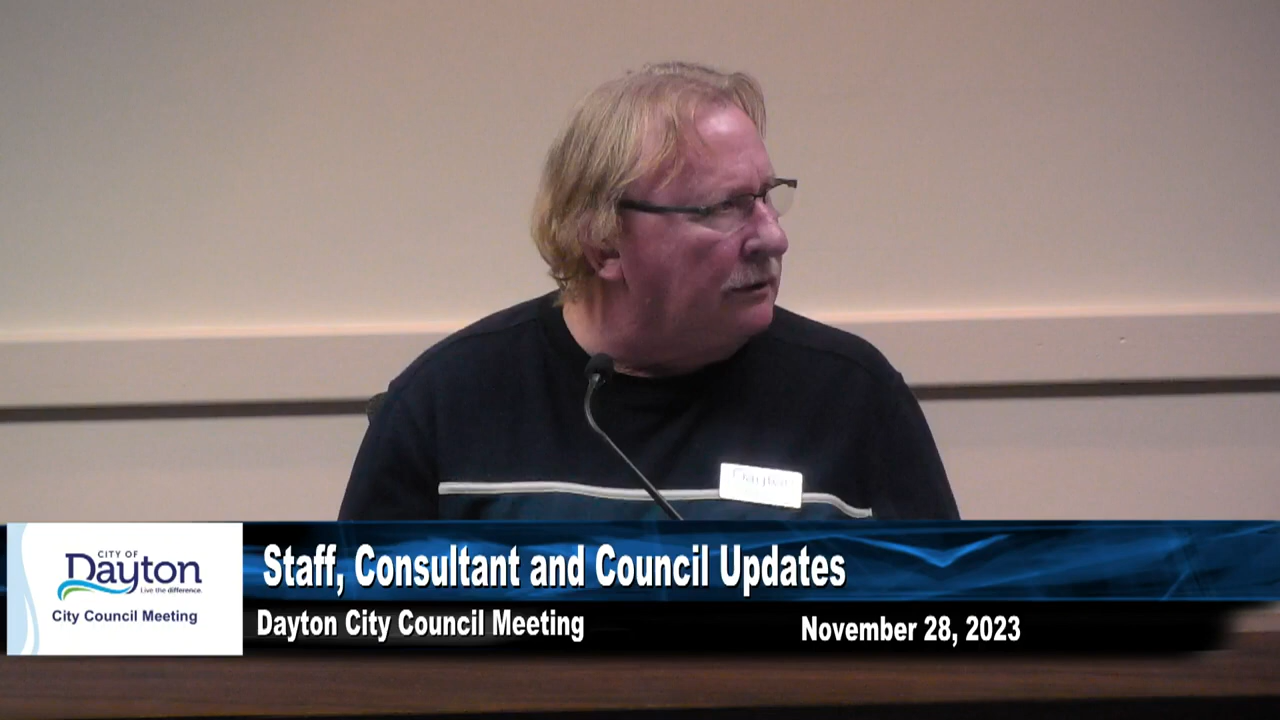 CITY OF
Dayton
Live the difference.
City Council Meeting
Staff, Consultant and Council Updates
Dayton City Council Meeting
November 28, 2023